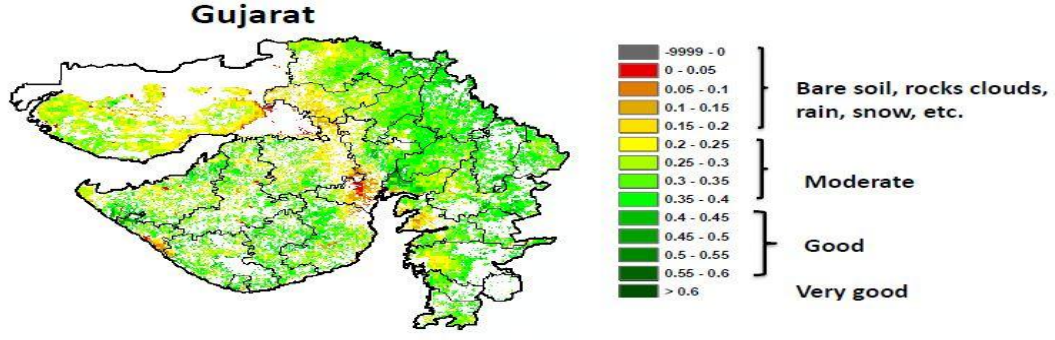 Gujarat
-9999 - 0
0 - 0.05
0.05 - 0.1
0.1 - 0.15
0.15 - 0.2
0.2 - 0.25
0.25 - 0.3
0.3 - 0.35
0.35 - 0.4
0.4 - 0.45
0.45 - 0.5
0.5 - 0.55
0.55 - 0.6
> 0.6
Bare soil, rocks clouds,
rain, snow, etc.
Moderate
Good
Very good